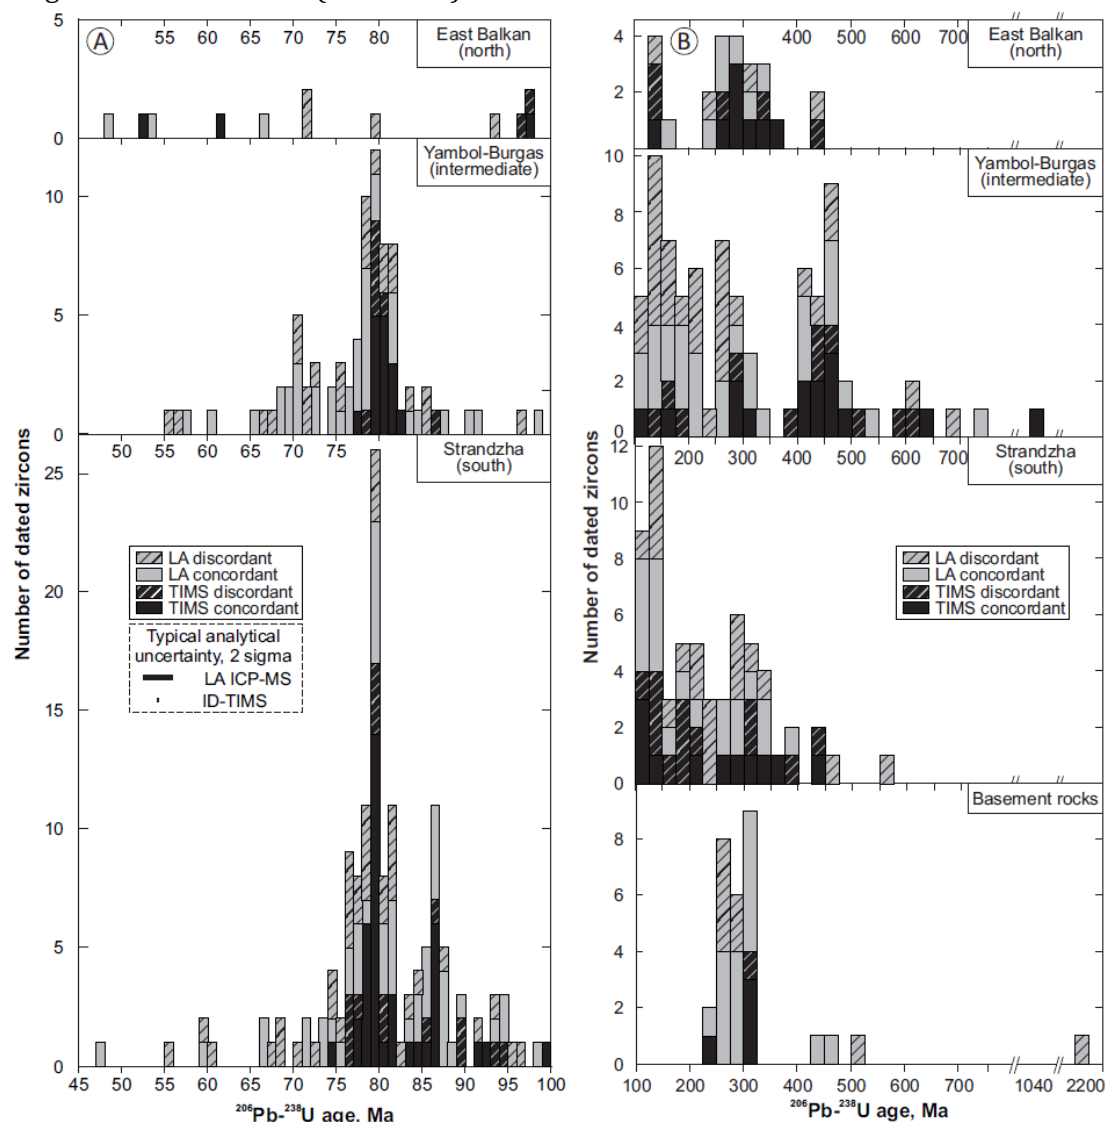 A
5
55 60 65 70 75 80
East Balkan
(north)
0
Yambol-Burgas
(intermediate)
10
5
0
50 55 60 65 70 75
Strandzha
(south)
25
20
15
10
5
0
LA discordant
LA concordant
TIMS discordant
TIMS concordant
Typical analytical
uncertainty, 2 sigma
LA ICP-MS
ID-TIMS
45 50 55 60 65 70 75 80 85 90 95 100
²⁰⁶Pb-²³⁸U age, Ma
Number of dated zircons
B
400 600 700
East Balkan
(north)
4
2
0
Yambol-Burgas
(intermediate)
10
8
6
4
2
0
200 300 400 500 600 700
Strandzha
(south)
12
10
8
6
4
2
0
LA discordant
LA concordant
TIMS discordant
TIMS concordant
Basement rocks
8
6
4
2
0
100 200 300 400 500 600 700 1040 2200
²⁰⁶Pb-²³⁸U age, Ma
Number of dated zircons